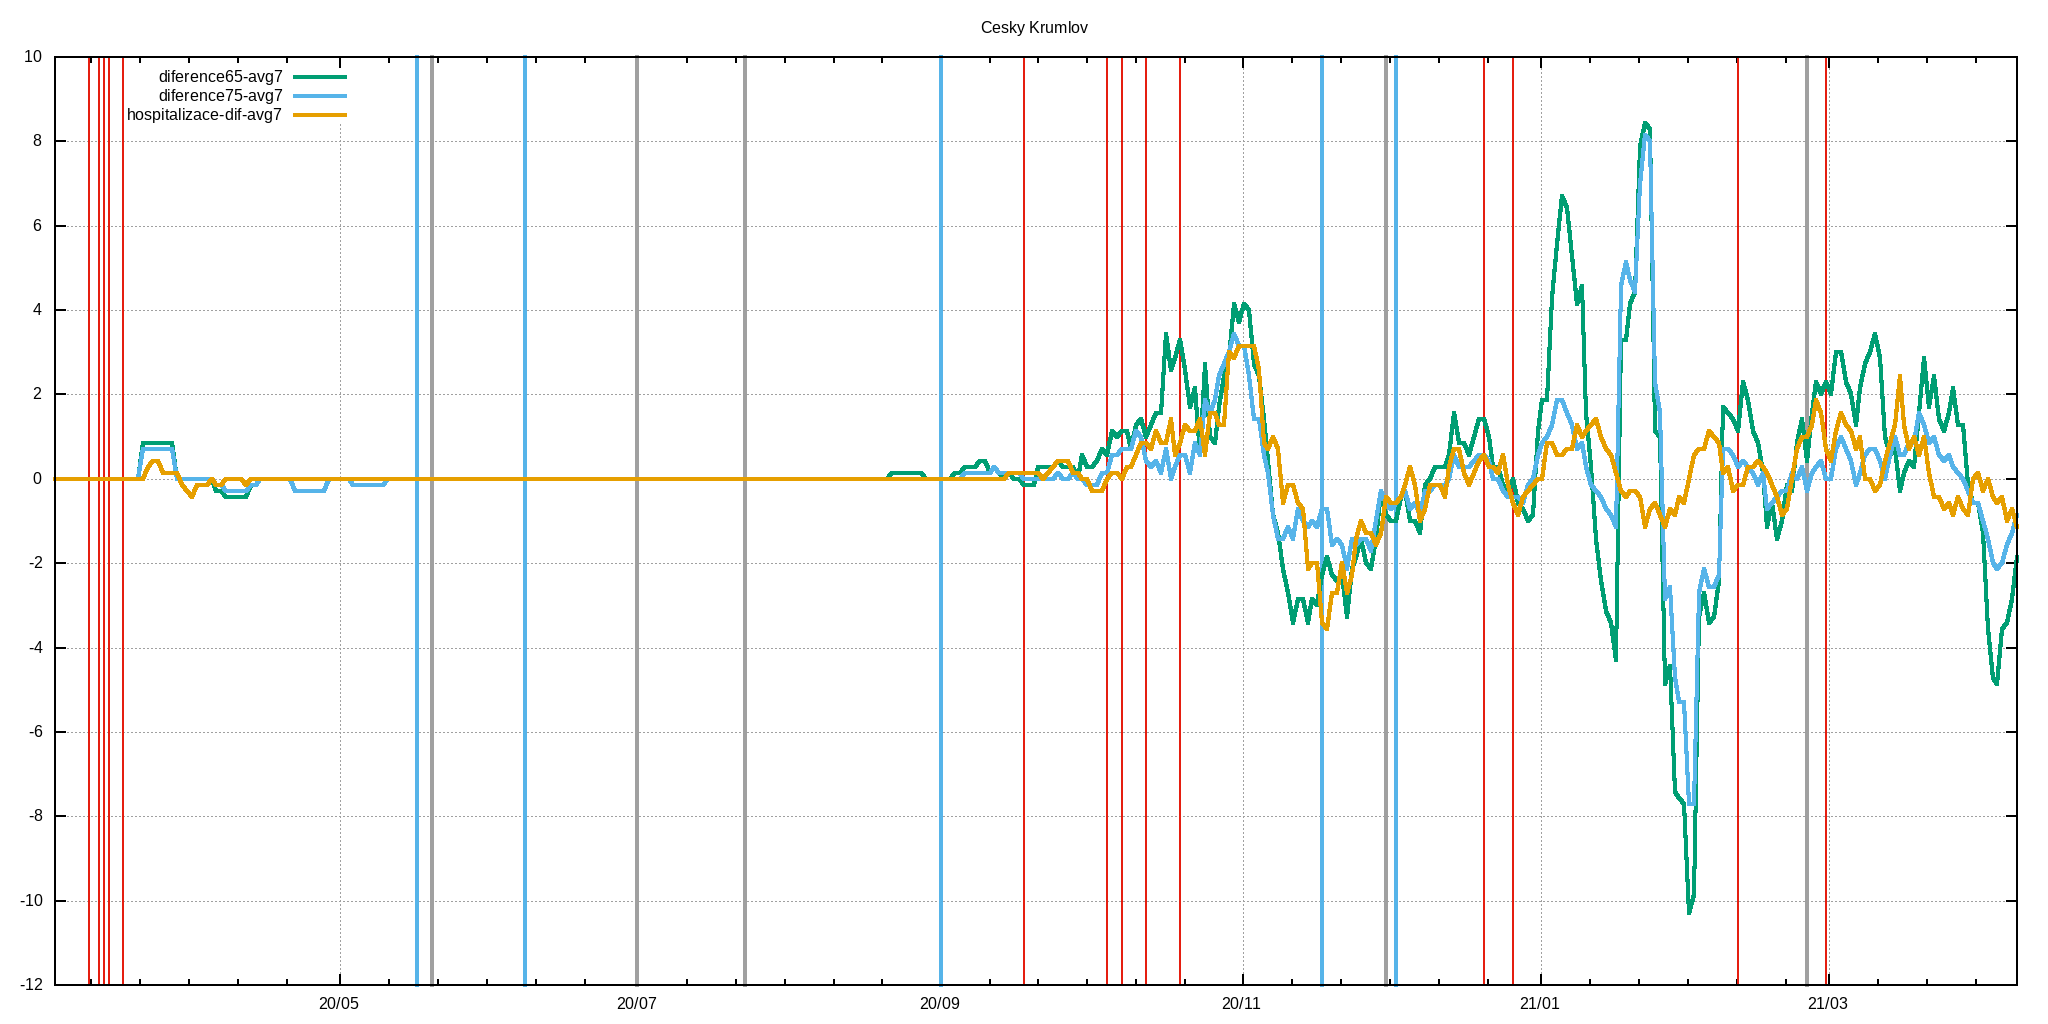 Cesky Krumlov
diference65-avg7
diference75-avg7
hospitalizace-dif-avg7
10
8
6
4
2
0
-2
-4
-6
-8
-10
-12
20/05 20/07 20/09 20/11 21/01 21/03